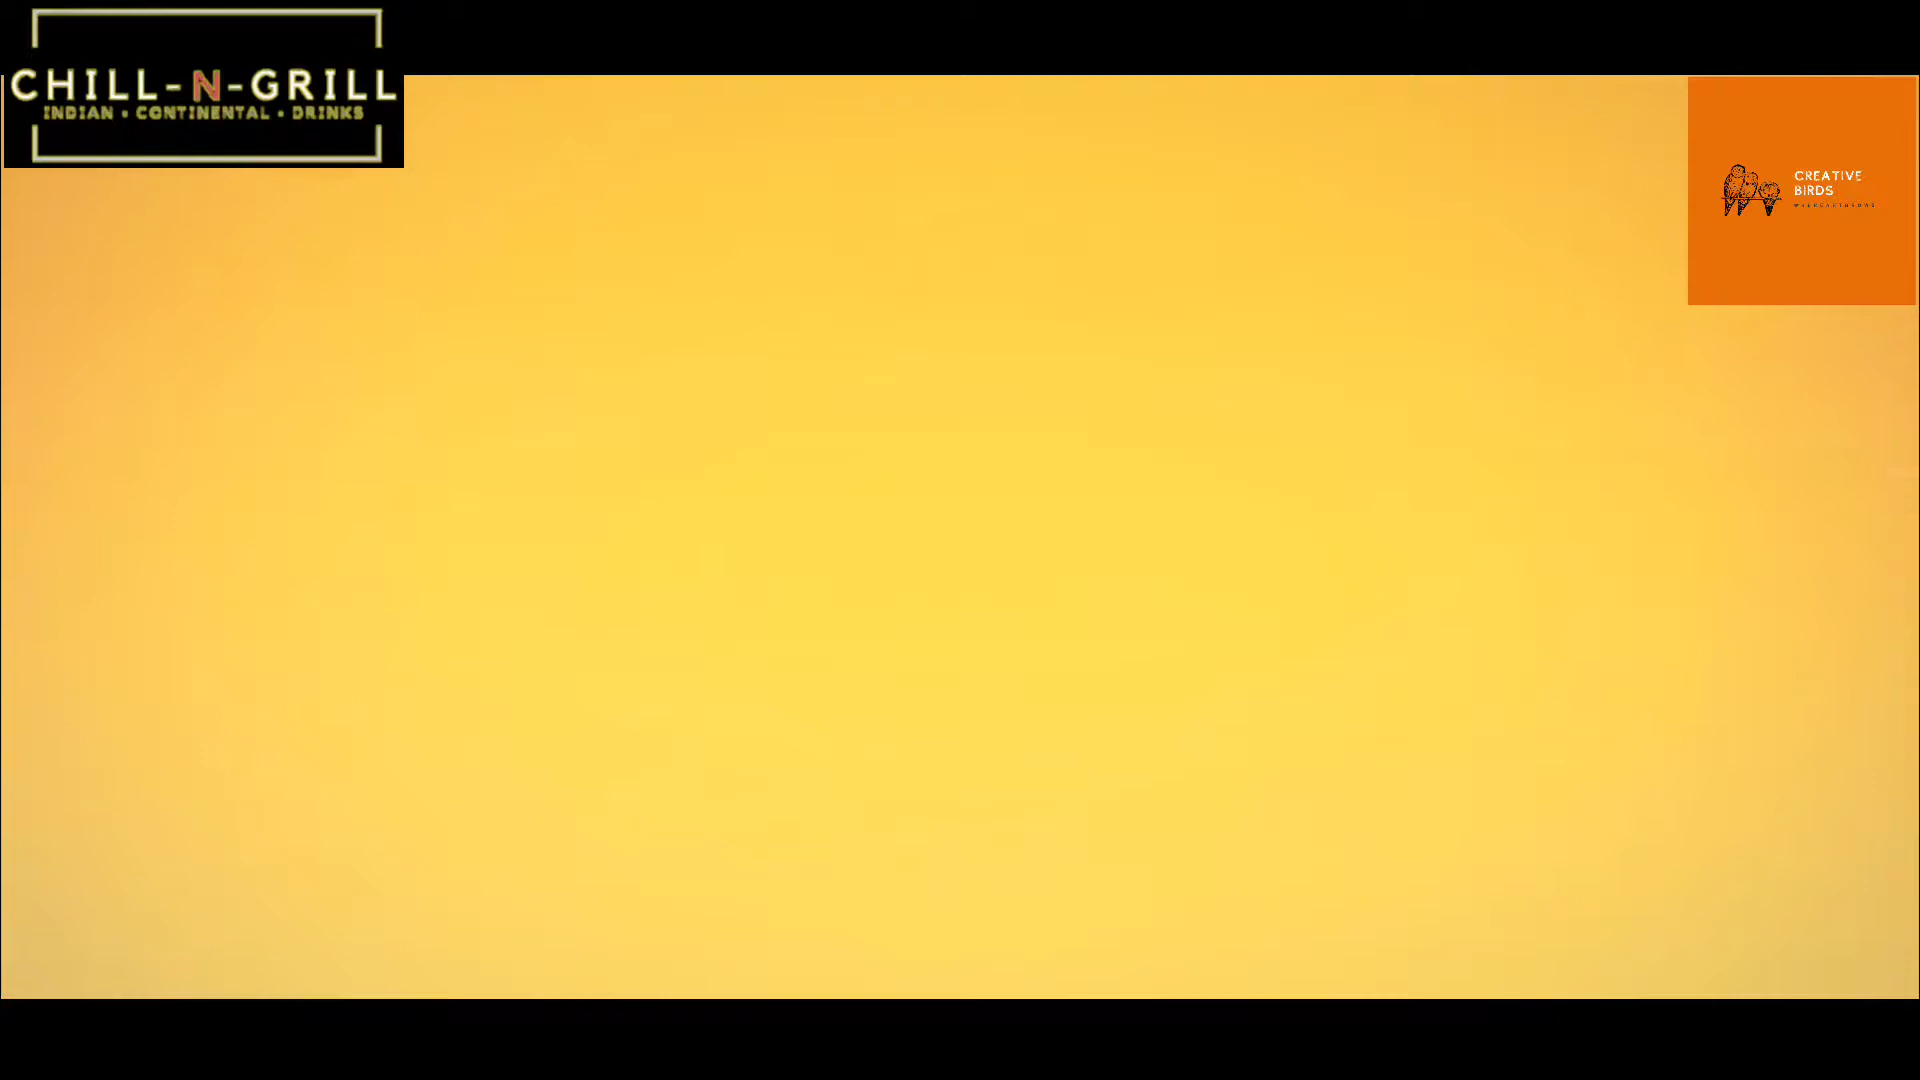 CHILL-N-GRILL
INDIAN • CONTINENTAL • DRINKS
CREATIVE
BIRDS